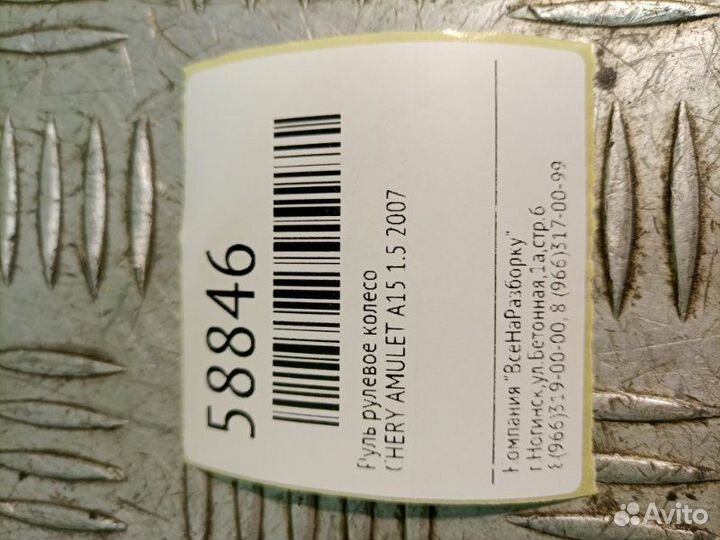 58846
Руль рулевое колесо
CHERY AMULET A15 1.5 2007
Компания "ВсеНаРазборку"
г.Ногинск,ул.Бетонная,1а,стр.6
8(966)319-00-00, 8 (966)317-00-99
Avito